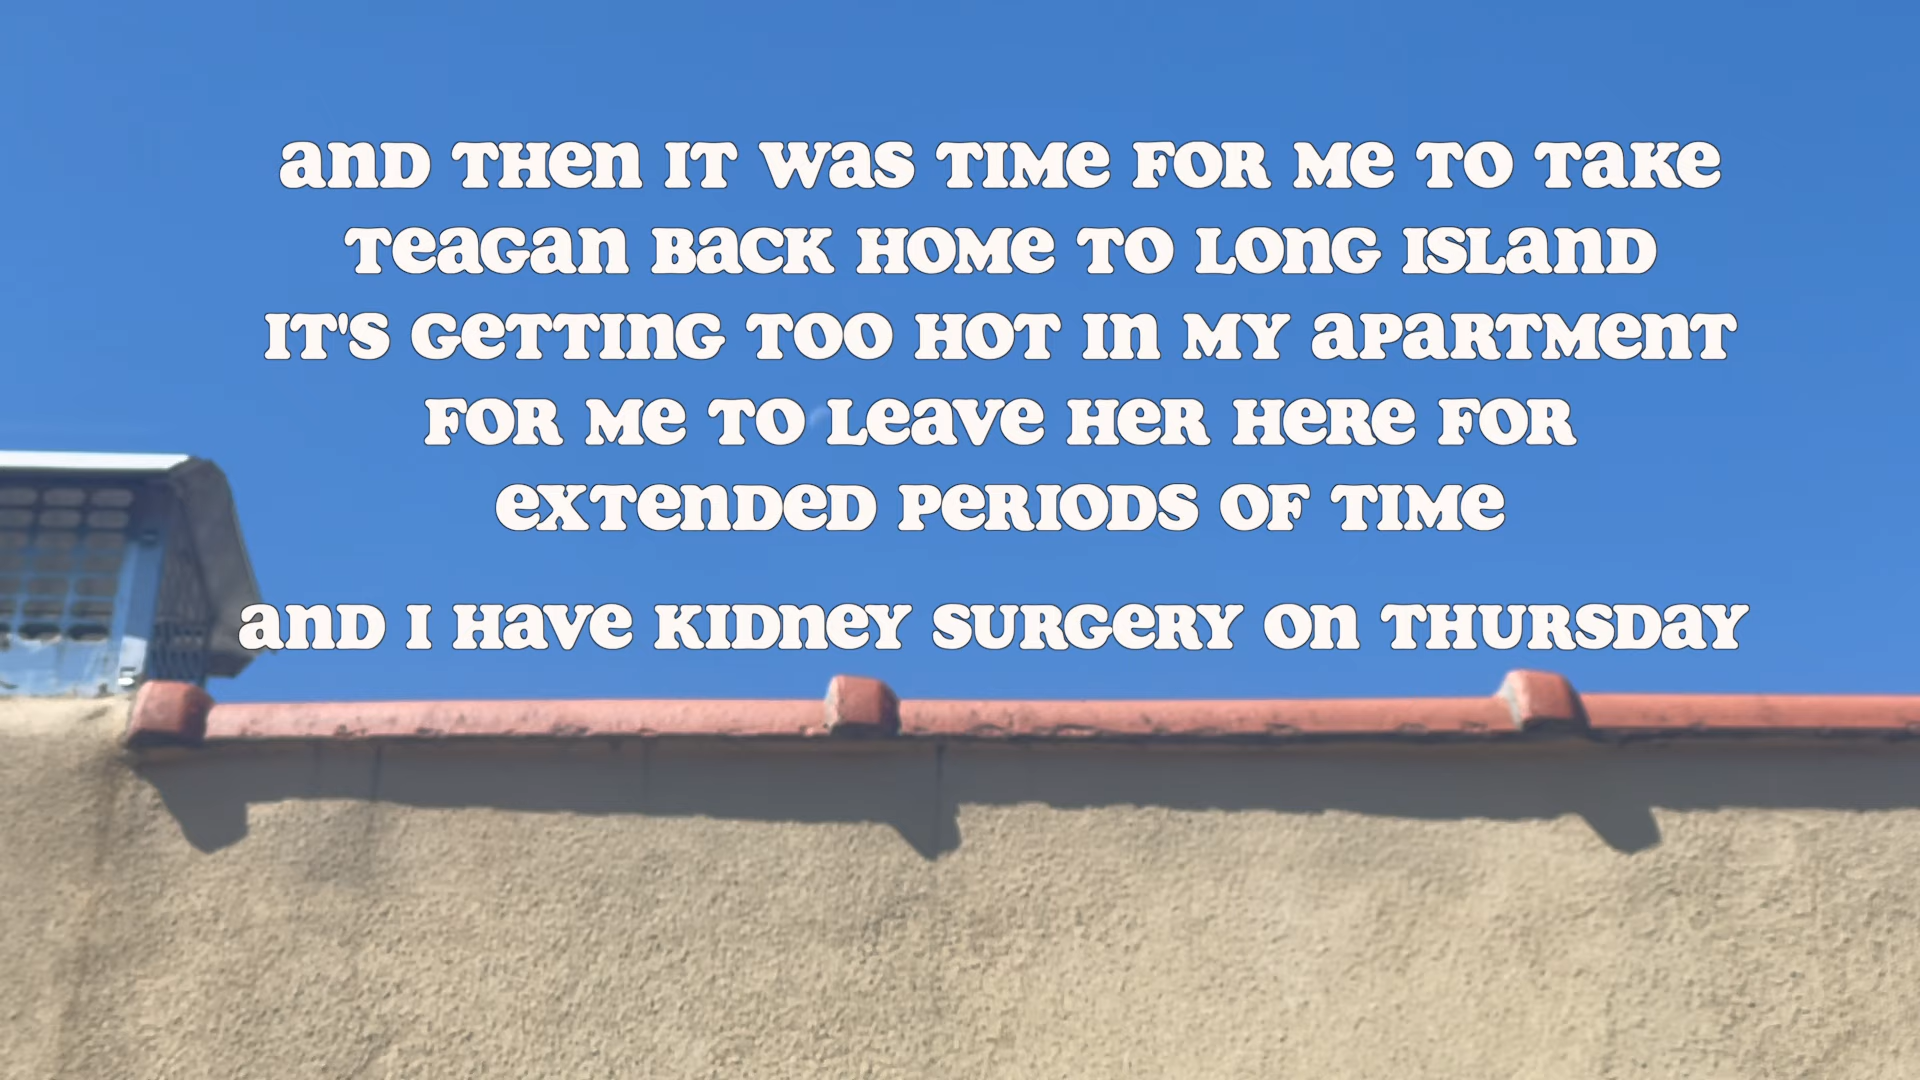 and THen IT was TIMe FOR Me TO TaKe
Teagan Back HOMe TO LOnG ISLanD
IT'S GeTTInG TOO HOT In MY aPaRTMenT
FOR Me TO Leave HeR HeRe FOR
exTenDeD PeRIODS OF TIMe
anD I Have KIDneY SURGeRY On THURSDaY